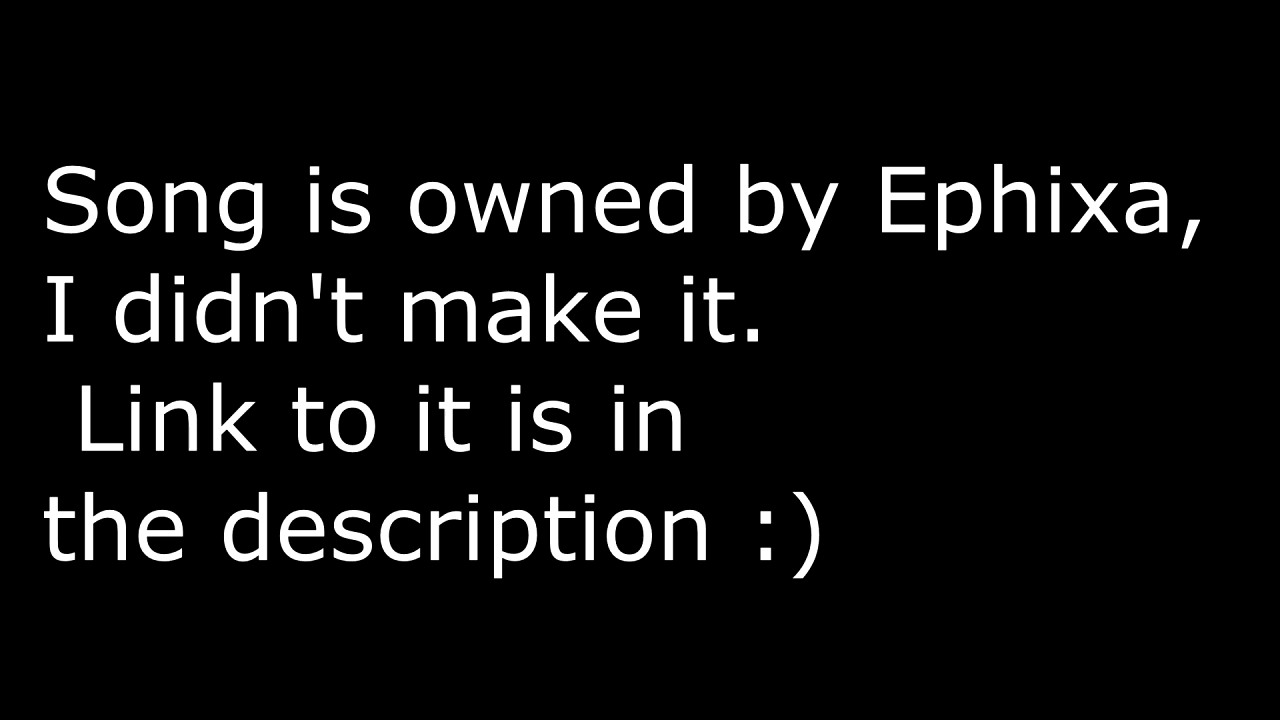 Song is owned by Ephixa,
I didn't make it.
Link to it is in
the description :)